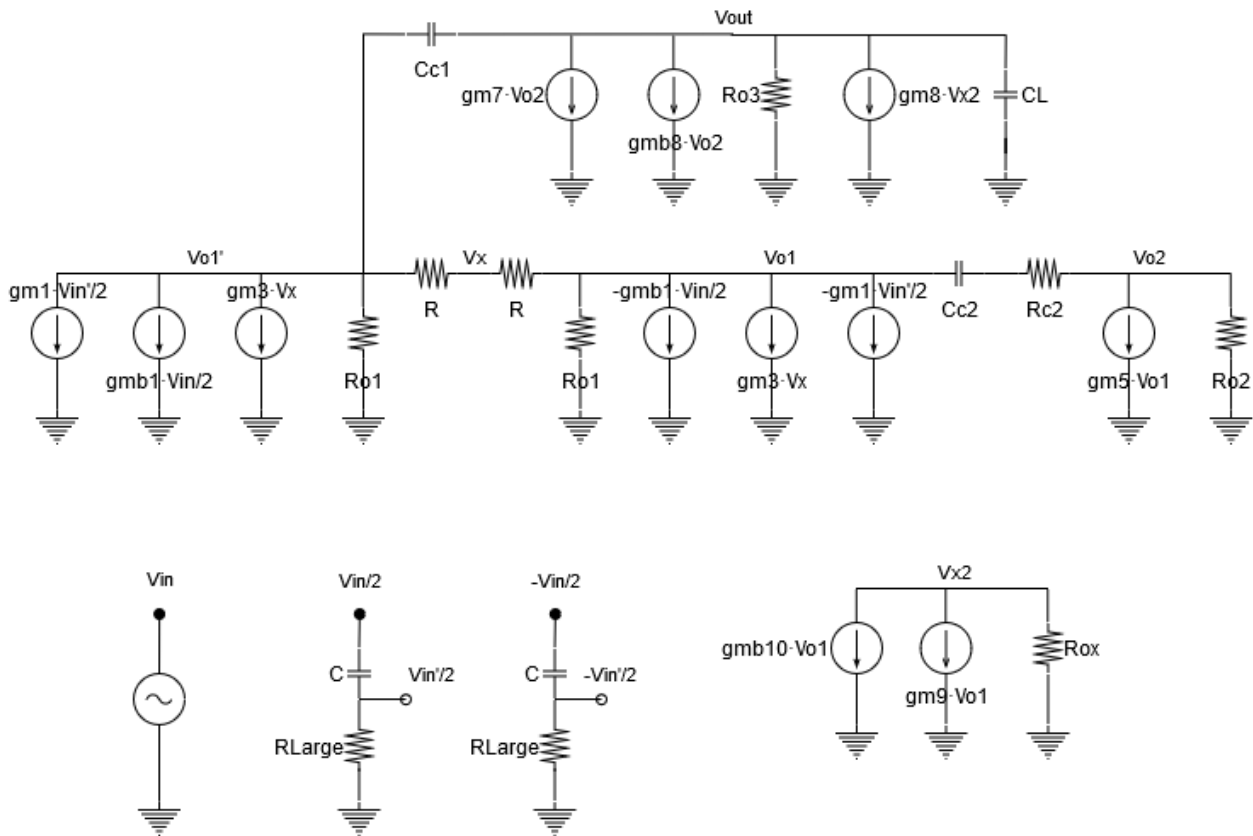 Vout
Cc1
gm7·Vo2
gmb8·Vo2
Ro3
gm8·Vx2
CL
Vo1'
Vx
Vo1
Vo2
gm1·Vin'/2
gm3·Vx
-gmb1·Vin/2
-gm1·Vin'/2
R
R
Cc2
Rc2
gmb1·Vin/2
Ro1
Ro1
gm3·Vx
gm5·Vo1
Ro2
Vin
Vin/2
-Vin/2
Vx2
C
Vin'/2
C
-Vin'/2
gmb10·Vo1
Rox
gm9·Vo1
RLarge
RLarge